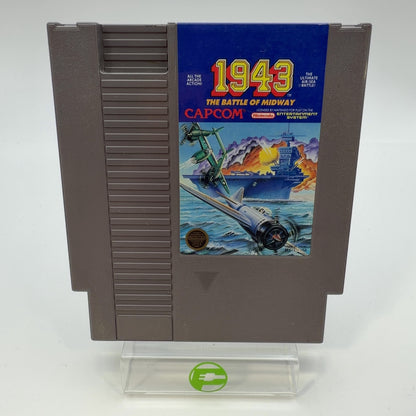 1943
ALL THE
ARCADE
ACTION!
THE
ULTIMATE
AIR-SEA
BATTLE!
THE BATTLE OF MIDWAY
CAPCOM
LICENSED BY NINTENDO FOR PLAY ON THE
Nintendo
ENTERTAINMENT
SYSTEM